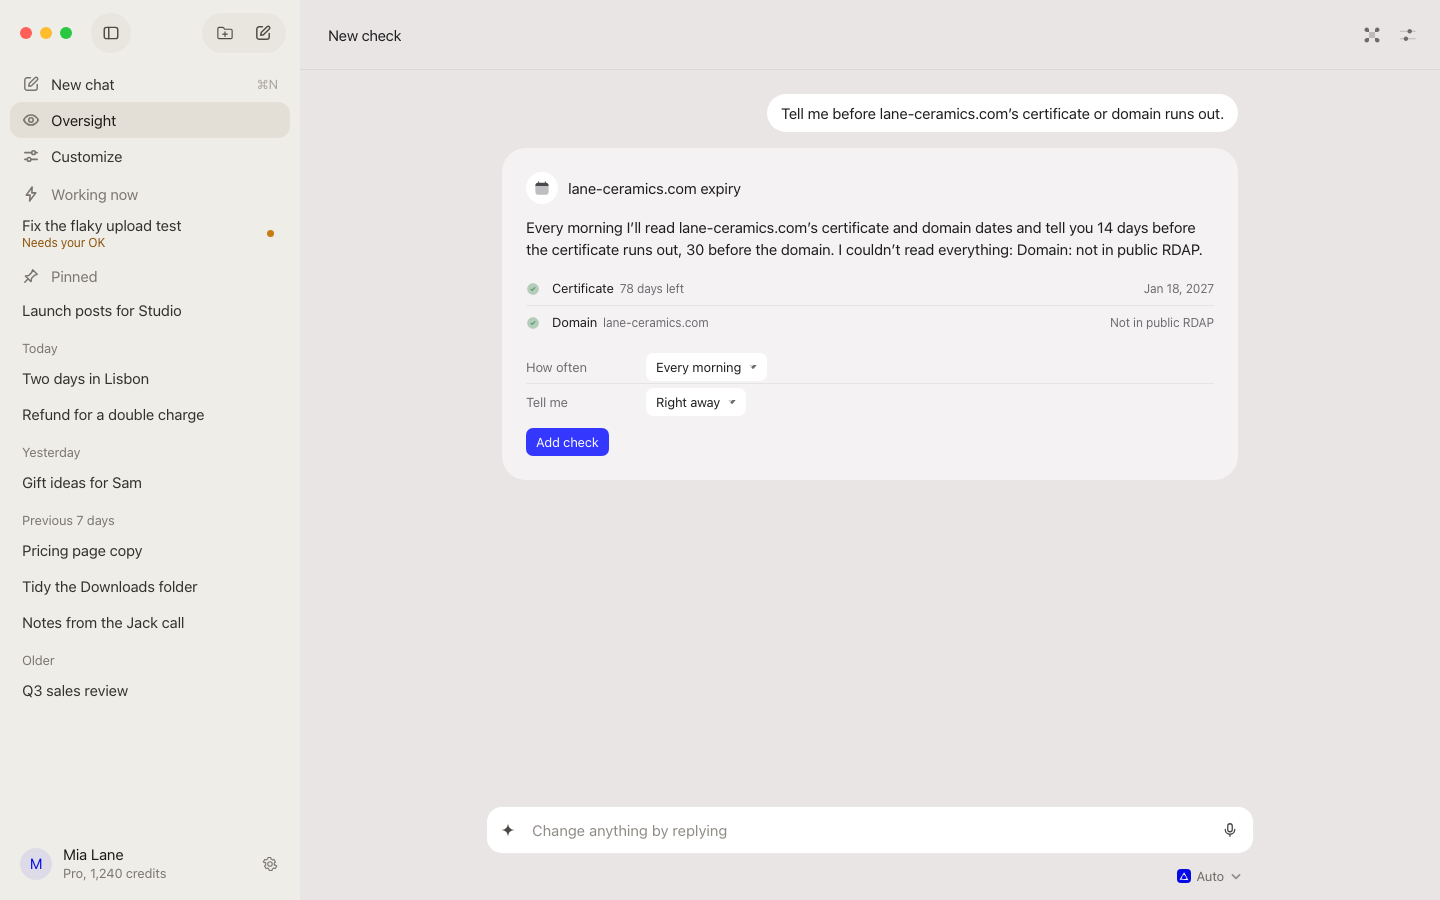 New chat
⌘N
Oversight
Customize
Working now
Fix the flaky upload test
Needs your OK
Pinned
Launch posts for Studio
Today
Two days in Lisbon
Refund for a double charge
Yesterday
Gift ideas for Sam
Previous 7 days
Pricing page copy
Tidy the Downloads folder
Notes from the Jack call
Older
Q3 sales review
M
Mia Lane
Pro, 1,240 credits
New check
Tell me before lane-ceramics.com’s certificate or domain runs out.
lane-ceramics.com expiry
Every morning I’ll read lane-ceramics.com’s certificate and domain dates and tell you 14 days before
the certificate runs out, 30 before the domain. I couldn’t read everything: Domain: not in public RDAP.
Certificate 78 days left
Jan 18, 2027
Domain lane-ceramics.com
Not in public RDAP
How often
Every morning
Tell me
Right away
Add check
Change anything by replying
Auto